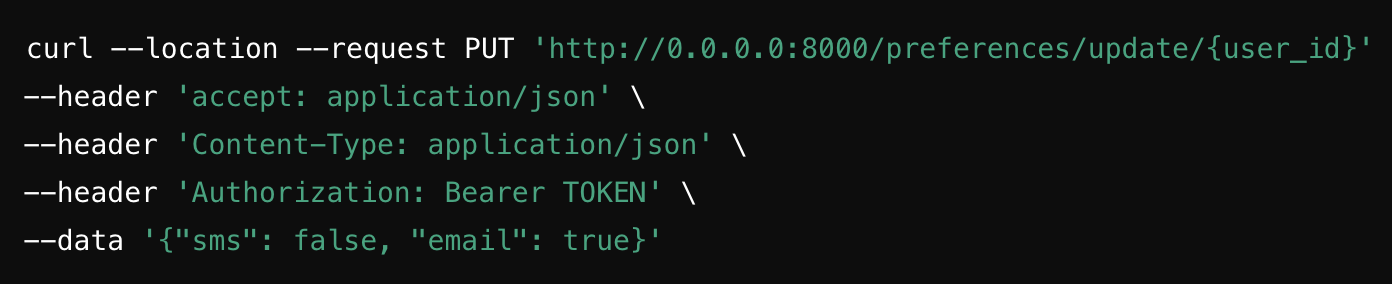 curl --location --request PUT 'http://0.0.0.0:8000/preferences/update/{user_id}'
--header 'accept: application/json' \
--header 'Content-Type: application/json' \
--header 'Authorization: Bearer TOKEN' \
--data '{"sms": false, "email": true}'